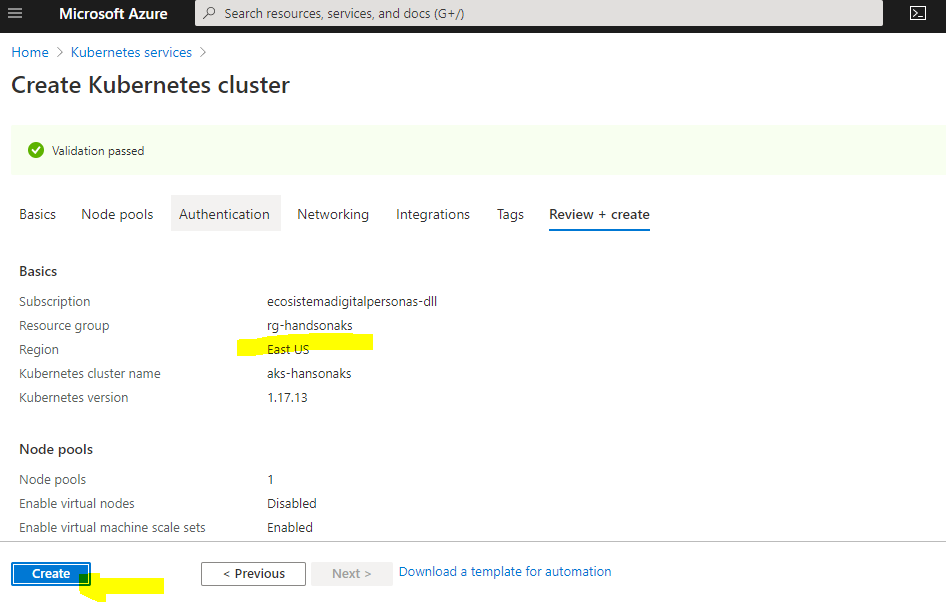 Microsoft Azure Search resources, services, and docs (G+/)
Home > Kubernetes services >
Create Kubernetes cluster
Validation passed
Basics Node pools Authentication Networking Integrations Tags Review + create
Basics
Subscription ecosistemadigitalpersonas-dll
Resource group rg-handsonaks
Region East US
Kubernetes cluster name aks-hansonaks
Kubernetes version 1.17.13
Node pools
Node pools 1
Enable virtual nodes Disabled
Enable virtual machine scale sets Enabled
Create < Previous Next > Download a template for automation